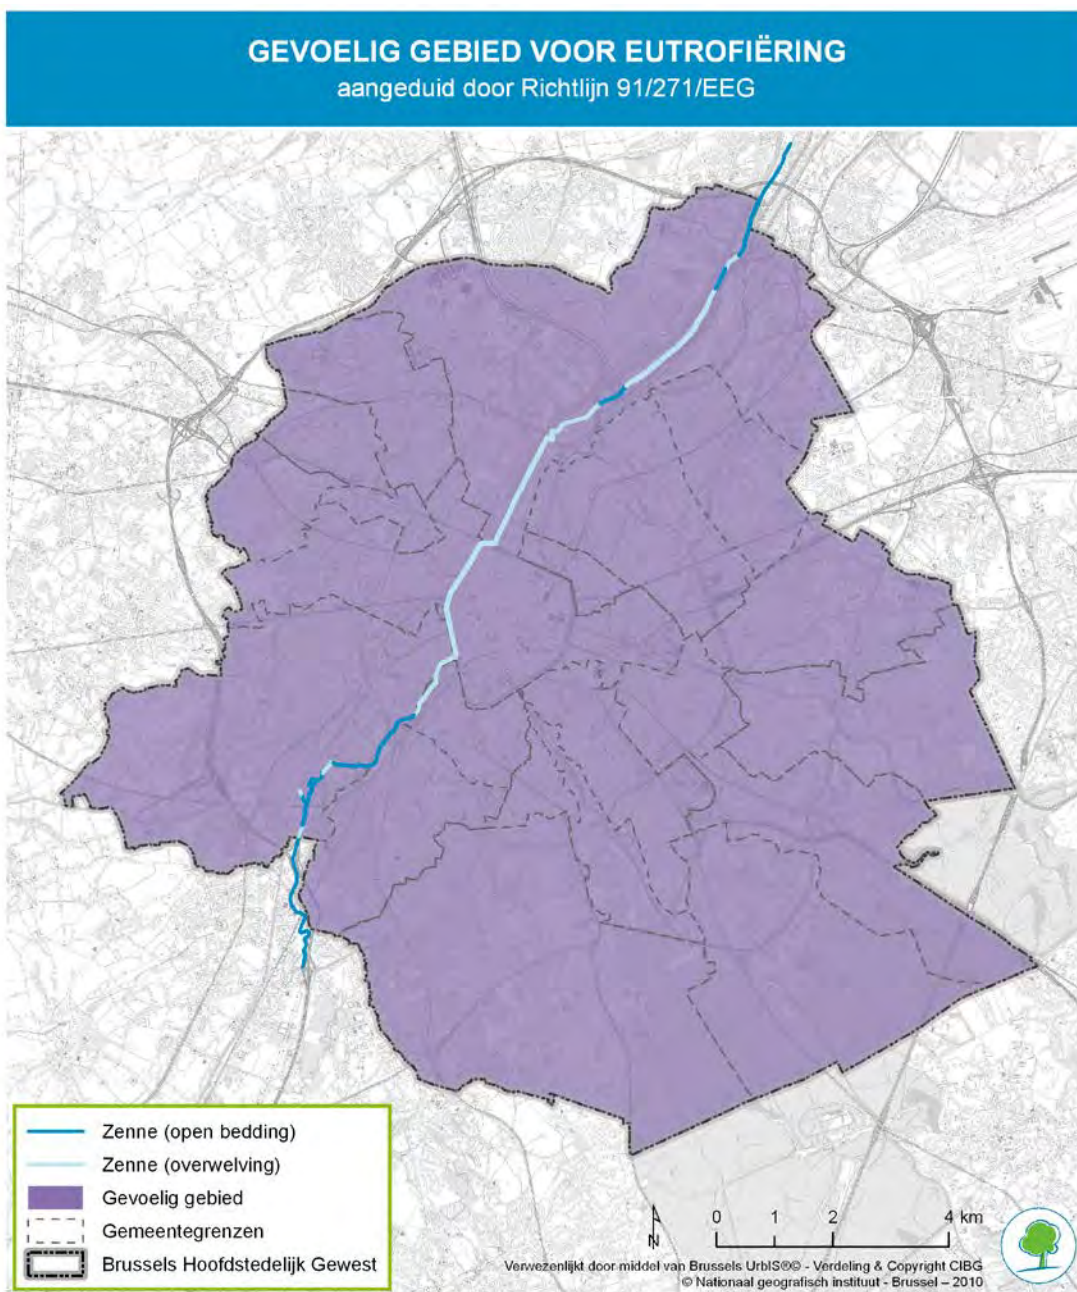 GEVOELIG GEBIED VOOR EUTROFIËRING
aangeduid door Richtlijn 91/271/EEG
Zenne (open bedding)
Zenne (overwelving)
Gevoelig gebied
Gemeentegrenzen
Brussels Hoofdstedelijk Gewest
N
0 1 2 4 km
Verwezenlijkt door middel van Brussels UrbIS®© - Verdeling & Copyright CIBG
© Nationaal geografisch instituut - Brussel – 2010